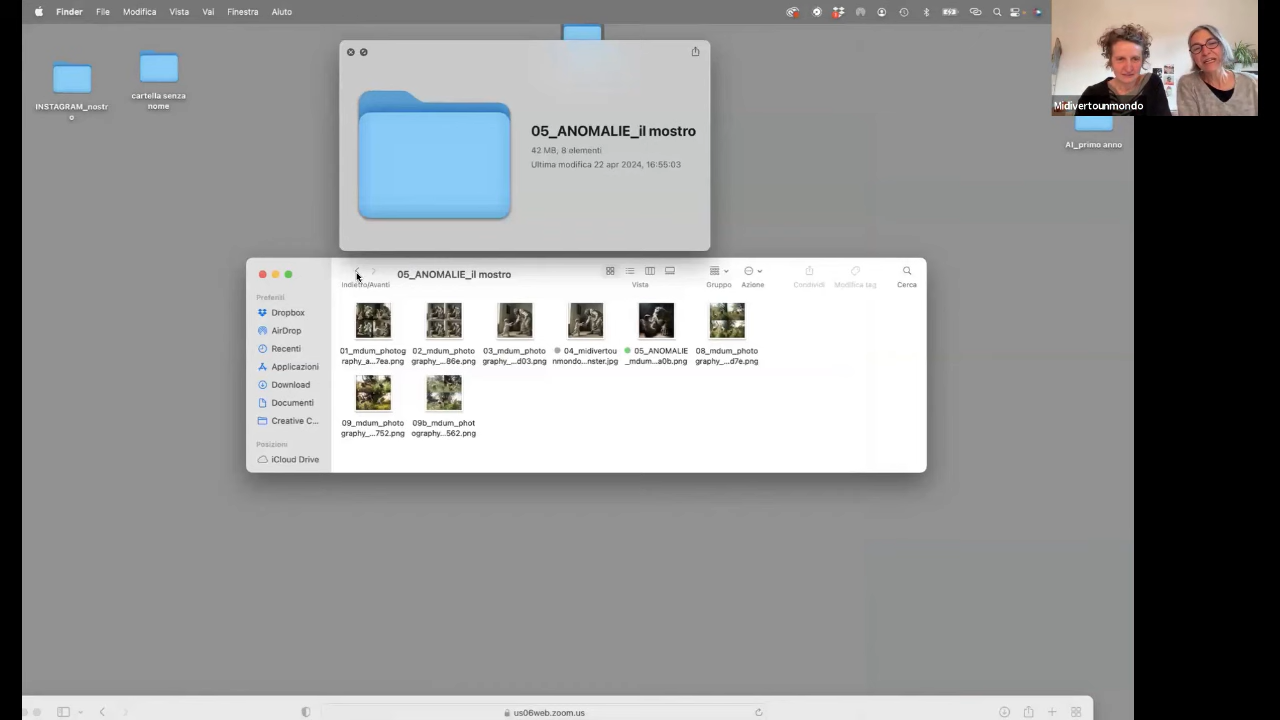 Finder File Modifica Vista Vai Finestra Aiuto
INSTAGRAM_nostr
o
cartella senza
nome
05_ANOMALIE_il mostro
42 MB, 8 elementi
Ultima modifica 22 apr 2024, 16:55:03
Midivertounmondo
AI_primo anno
05_ANOMALIE_il mostro
Indietro/Avanti Vista Gruppo Azione Condividi Modifica tag Cerca
Preferiti
Dropbox
AirDrop
Recenti
Applicazioni
Download
Documenti
Creative C...
Posizioni
iCloud Drive
01_mdum_photog
raphy_a...7ea.png
02_mdum_photo
graphy_...86e.png
03_mdum_photo
graphy_...d03.png
04_midivertou
nmondo...nster.jpg
05_ANOMALIE
_mdum...a0b.png
08_mdum_photo
graphy_...d7e.png
09_mdum_photo
graphy_...752.png
09b_mdum_phot
ography...562.png
us06web.zoom.us